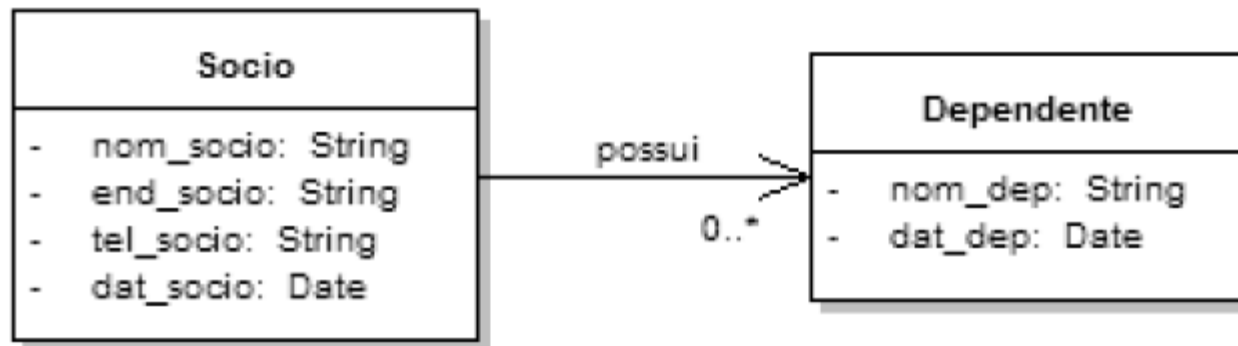 Socio
- nom_socio: String
- end_socio: String
- tel_socio: String
- dat_socio: Date
possui
0..*
Dependente
- nom_dep: String
- dat_dep: Date